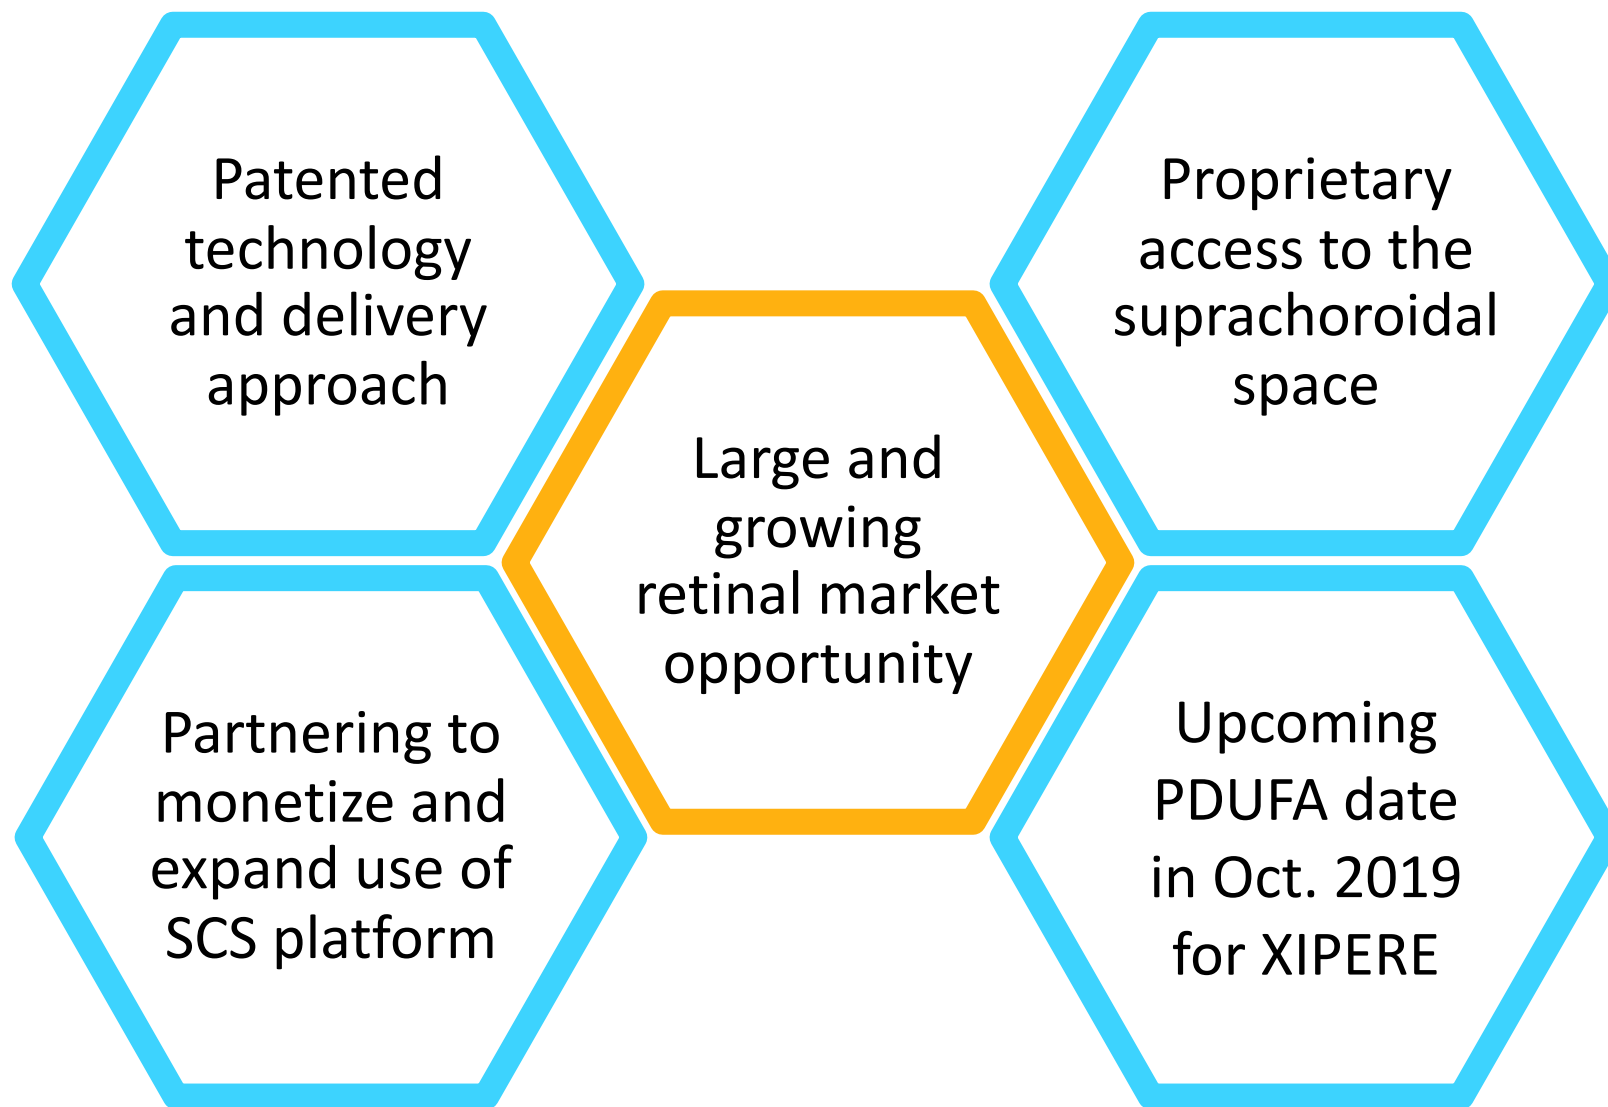 Patented
technology
and delivery
approach
Proprietary
access to the
suprachoroidal
space
Large and
growing
retinal market
opportunity
Partnering to
monetize and
expand use of
SCS platform
Upcoming
PDUFA date
in Oct. 2019
for XIPERE